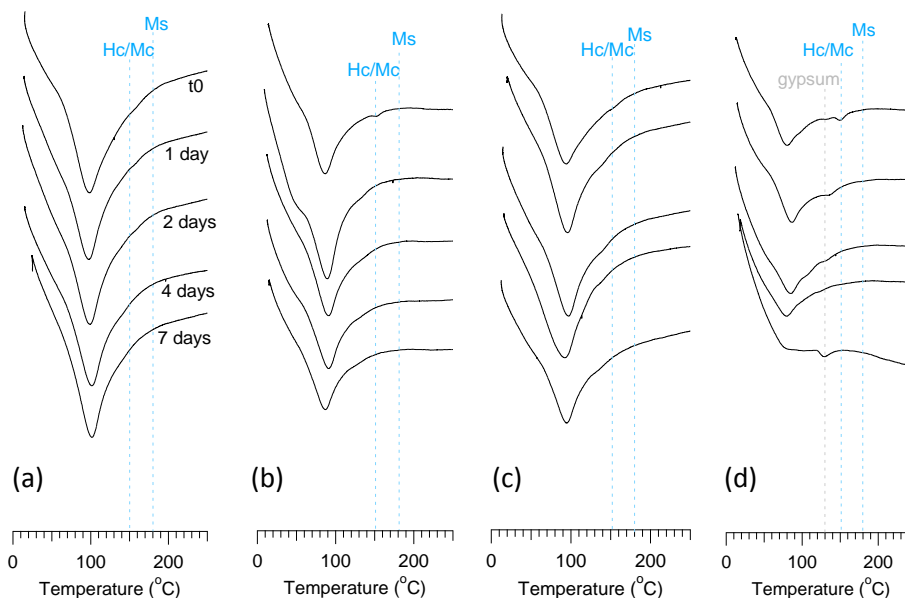 Ms
Hc/Mc
t0
1 day
2 days
4 days
7 days
(a)
0 100 200
Temperature (°C)
Ms
Hc/Mc
(b)
0 100 200
Temperature (°C)
Ms
Hc/Mc
(c)
0 100 200
Temperature (°C)
Ms
Hc/Mc
gypsum
(d)
0 100 200
Temperature (°C)